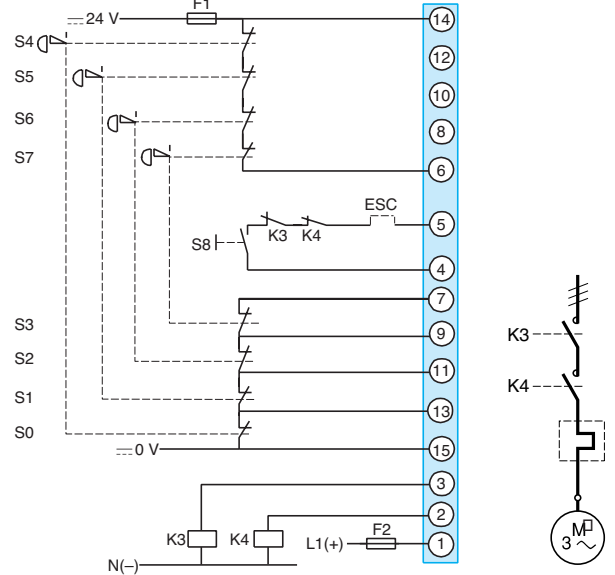 F1
24 V
14
S4
12
S5
10
S6
8
S7
6
ESC
5
K3 K4
S8
4
7
S3
9
S2
11
S1
13
S0
0 V
15
3
2
K3 K4 L1(+) F2 1
N(–)
K3
K4
M
3 ~